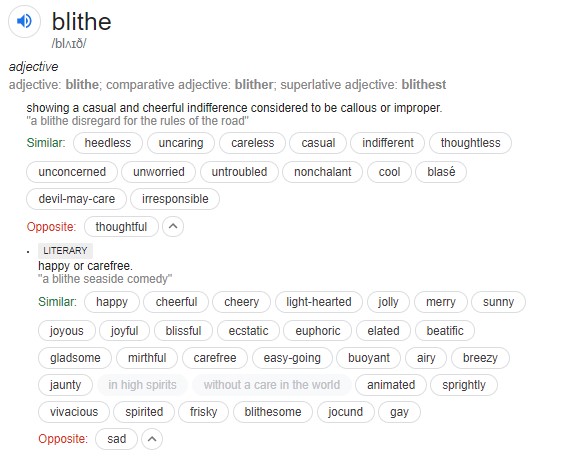 blithe
/blʌɪð/
adjective
adjective: blithe; comparative adjective: blither; superlative adjective: blithest
showing a casual and cheerful indifference considered to be callous or improper.
"a blithe disregard for the rules of the road"
Similar: heedless uncaring careless casual indifferent thoughtless
unconcerned unworried untroubled nonchalant cool blasé
devil-may-care irresponsible
Opposite: thoughtful
LITERARY
happy or carefree.
"a blithe seaside comedy"
Similar: happy cheerful cheery light-hearted jolly merry sunny
joyous joyful blissful ecstatic euphoric elated beatific
gladsome mirthful carefree easy-going buoyant airy breezy
jaunty in high spirits without a care in the world animated sprightly
vivacious spirited frisky blithesome jocund gay
Opposite: sad